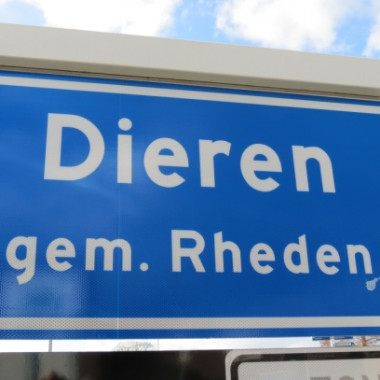 Dieren
gem. Rheden